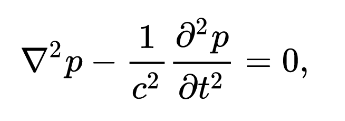 ∇²p − 1/c² ∂²p/∂t² = 0,